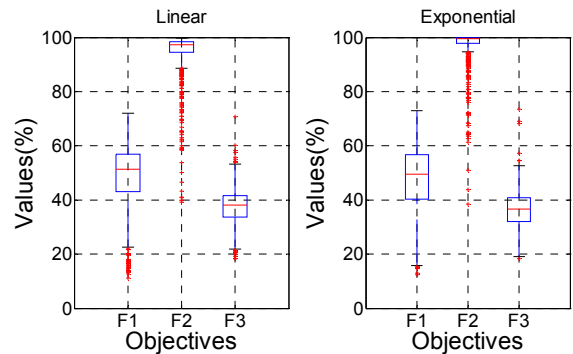 Linear
Exponential
100
80
60
40
20
0
Values(%)
F1 F2 F3
Objectives
100
80
60
40
20
0
Values(%)
F1 F2 F3
Objectives